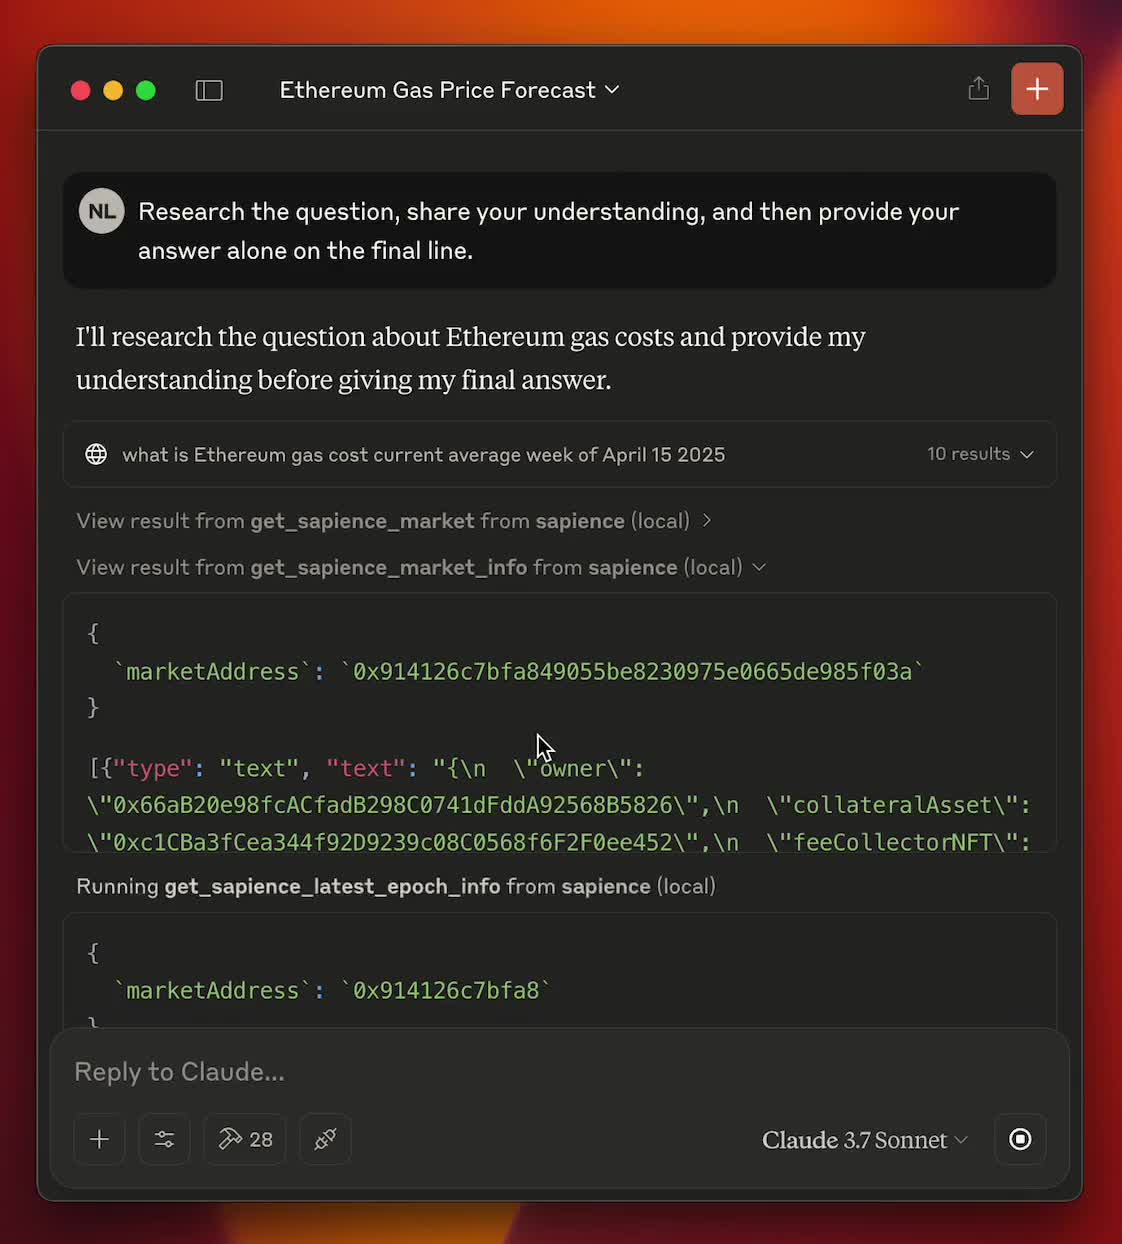 Ethereum Gas Price Forecast
NL
Research the question, share your understanding, and then provide your
answer alone on the final line.
I'll research the question about Ethereum gas costs and provide my
understanding before giving my final answer.
what is Ethereum gas cost current average week of April 15 2025 10 results
View result from get_sapience_market from sapience (local)
View result from get_sapience_market_info from sapience (local)
{
`marketAddress`: `0x914126c7bfa849055be8230975e0665de985f03a`
}
[{"type": "text", "text": "{\n \"owner\":
\"0x66aB20e98fcACfadB298C0741dFddA92568B5826\",\n \"collateralAsset\":
\"0xc1CBa3fCea344f92D9239c08C0568f6F2F0ee452\",\n \"feeCollectorNFT\":
Running get_sapience_latest_epoch_info from sapience (local)
{
`marketAddress`: `0x914126c7bfa8`
}
Reply to Claude...
28
Claude 3.7 Sonnet